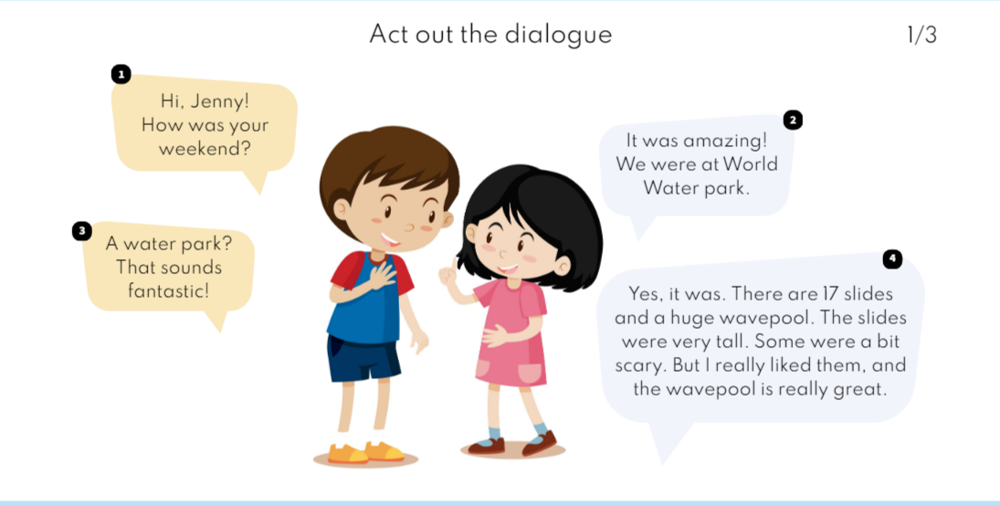 Act out the dialogue
1/3
1
Hi, Jenny!
How was your
weekend?
2
It was amazing!
We were at World
Water park.
3
A water park?
That sounds
fantastic!
4
Yes, it was. There are 17 slides
and a huge wavepool. The slides
were very tall. Some were a bit
scary. But I really liked them, and
the wavepool is really great.